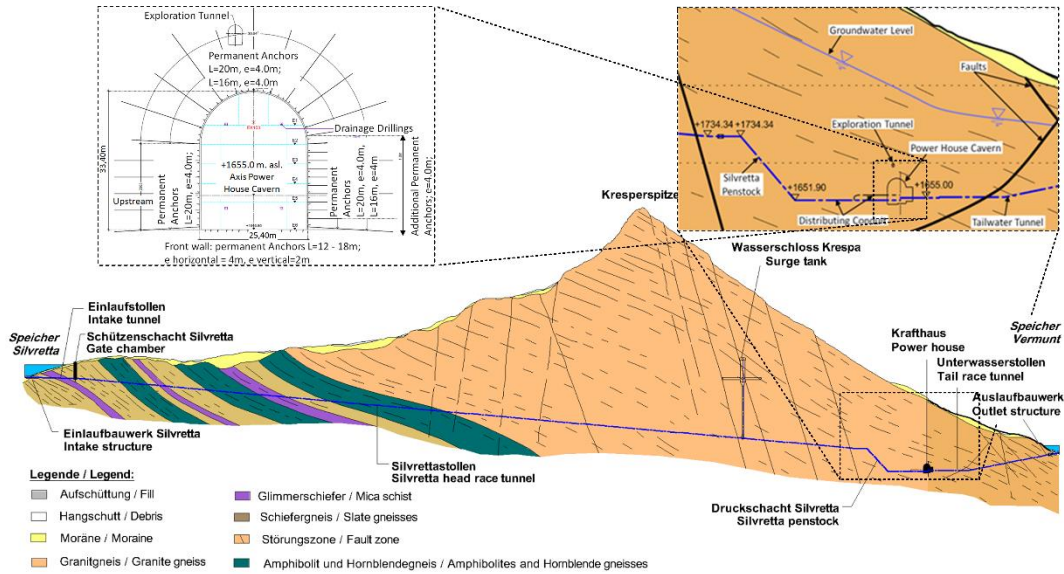 Exploration Tunnel
Permanent Anchors
L=20m, e=4.0m;
L=16m, e=4.0m
Drainage Drillings
33,40m
+1655.0 m. asl.
Axis Power
House Cavern
Upstream
Permanent
Anchors
L=20m, e=4.0m;
Permanent
Anchors
L=20m, e=4.0m,
L=16m, e=4m
Additional Permanent
Anchors; c=4.0m;
25,40m
Front wall: permanent Anchors L=12 - 18m;
e horizontal = 4m, e vertical=2m
Groundwater Level
Faults
+1734.34 +1734.34
Exploration Tunnel
Power House
Cavern
Silvretta
Penstock
+1651.90
+1655.00
Distributing Conduit
Tailwater Tunnel
Kresperspitze
Wasserschloss Krespa
Surge tank
Einlaufstollen
Intake tunnel
Speicher
Silvretta
Schützenschacht Silvretta
Gate chamber
Krafthaus
Power house
Speicher
Vermunt
Unterwasserstollen
Tail race tunnel
Auslaufbauwerk
Outlet structure
Einlaufbauwerk Silvretta
Intake structure
Silvrettastollen
Silvretta head race tunnel
Druckschacht Silvretta
Silvretta penstock
Legende / Legend:
Aufschüttung / Fill
Hangschutt / Debris
Moräne / Moraine
Granitgneis / Granite gneiss
Glimmerschiefer / Mica schist
Schiefergneis / Slate gneisses
Störungszone / Fault zone
Amphibolit und Hornblendegneis / Amphibolites and Hornblende gneisses